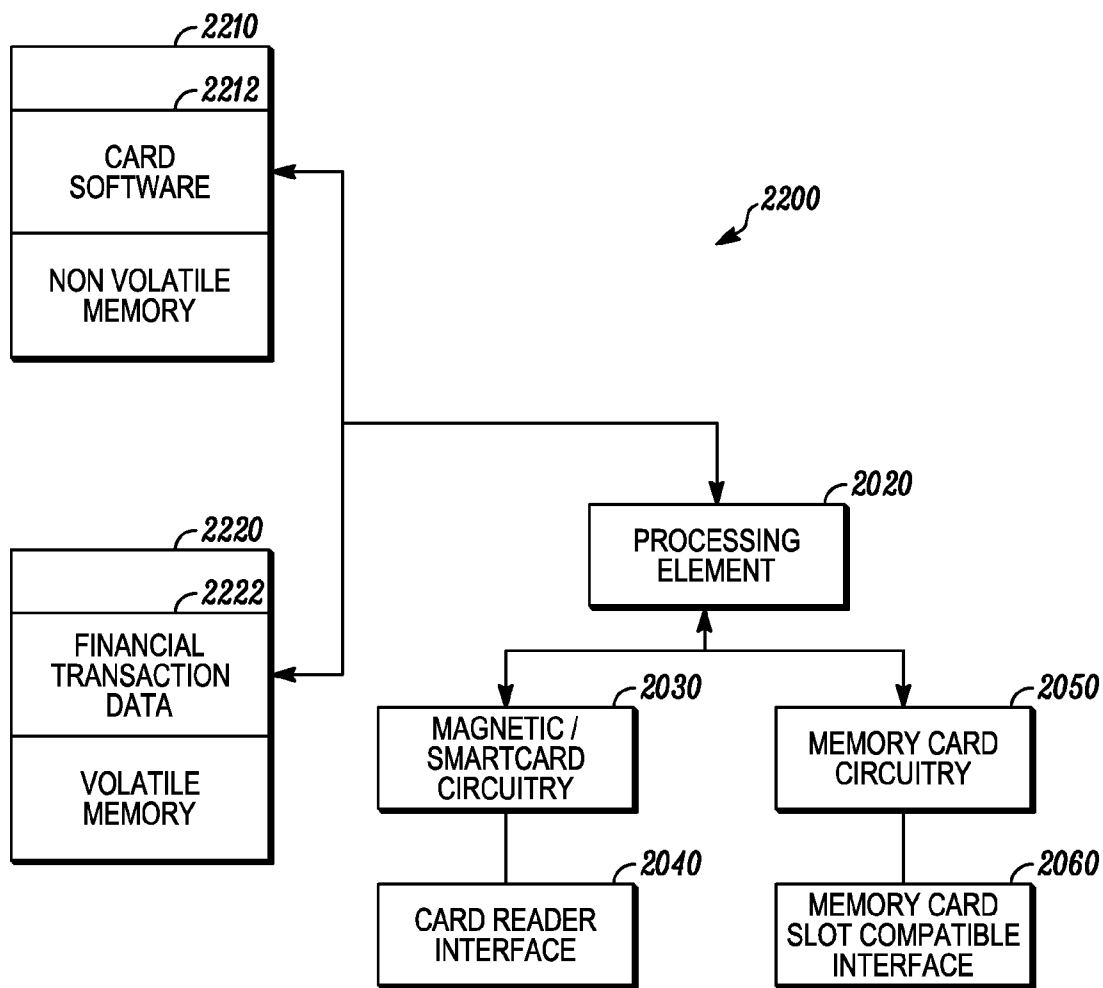 2210
2212
CARD
SOFTWARE
NON VOLATILE
MEMORY
2200
2220
2222
FINANCIAL
TRANSACTION
DATA
VOLATILE
MEMORY
2020
PROCESSING
ELEMENT
2030
MAGNETIC /
SMARTCARD
CIRCUITRY
2050
MEMORY CARD
CIRCUITRY
2040
CARD READER
INTERFACE
2060
MEMORY CARD
SLOT COMPATIBLE
INTERFACE